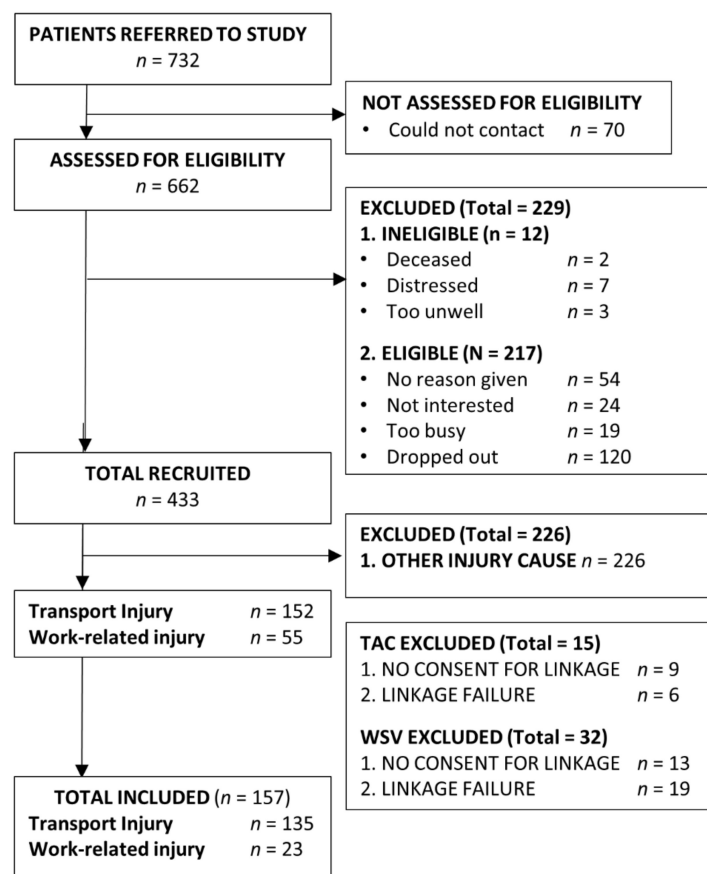 PATIENTS REFERRED TO STUDY
n = 732
NOT ASSESSED FOR ELIGIBILITY
• Could not contact n = 70
ASSESSED FOR ELIGIBILITY
n = 662
EXCLUDED (Total = 229)
1. INELIGIBLE (n = 12)
• Deceased n = 2
• Distressed n = 7
• Too unwell n = 3
2. ELIGIBLE (N = 217)
• No reason given n = 54
• Not interested n = 24
• Too busy n = 19
• Dropped out n = 120
TOTAL RECRUITED
n = 433
EXCLUDED (Total = 226)
1. OTHER INJURY CAUSE n = 226
Transport Injury n = 152
Work-related injury n = 55
TAC EXCLUDED (Total = 15)
1. NO CONSENT FOR LINKAGE n = 9
2. LINKAGE FAILURE n = 6
WSV EXCLUDED (Total = 32)
1. NO CONSENT FOR LINKAGE n = 13
2. LINKAGE FAILURE n = 19
TOTAL INCLUDED (n = 157)
Transport Injury n = 135
Work-related injury n = 23